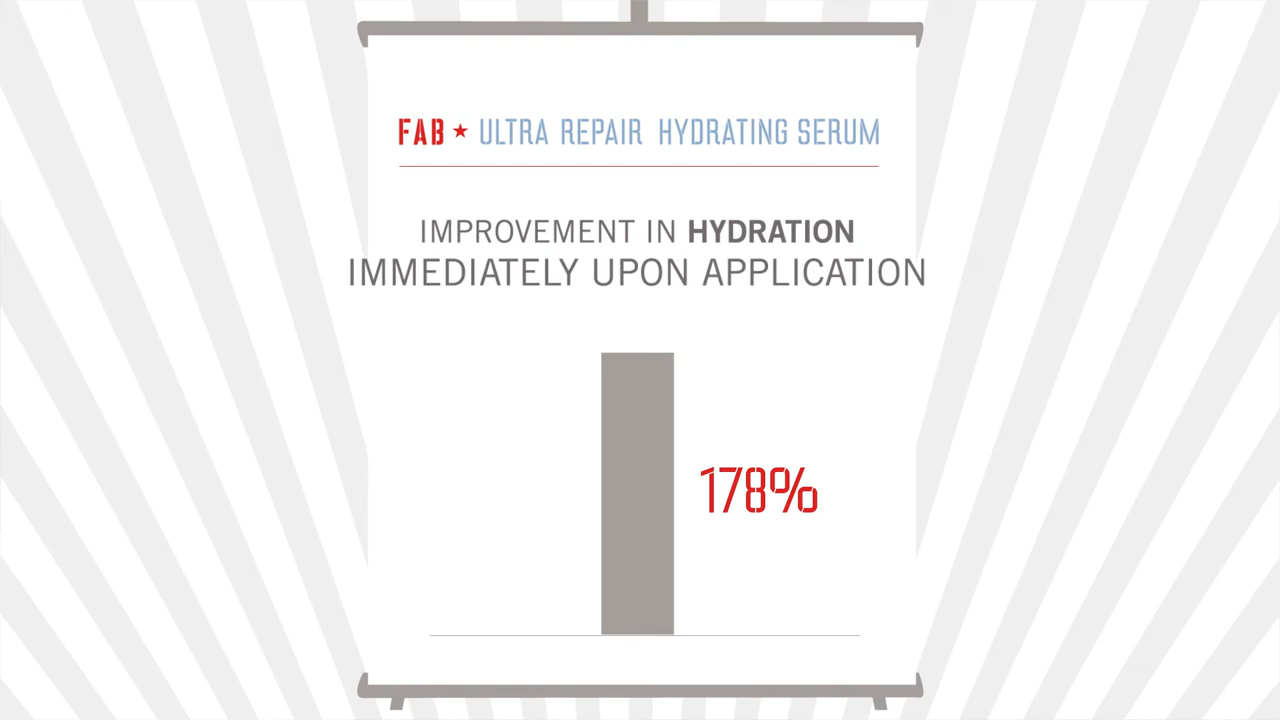 FAB ★ ULTRA REPAIR HYDRATING SERUM
IMPROVEMENT IN HYDRATION
IMMEDIATELY UPON APPLICATION
178%